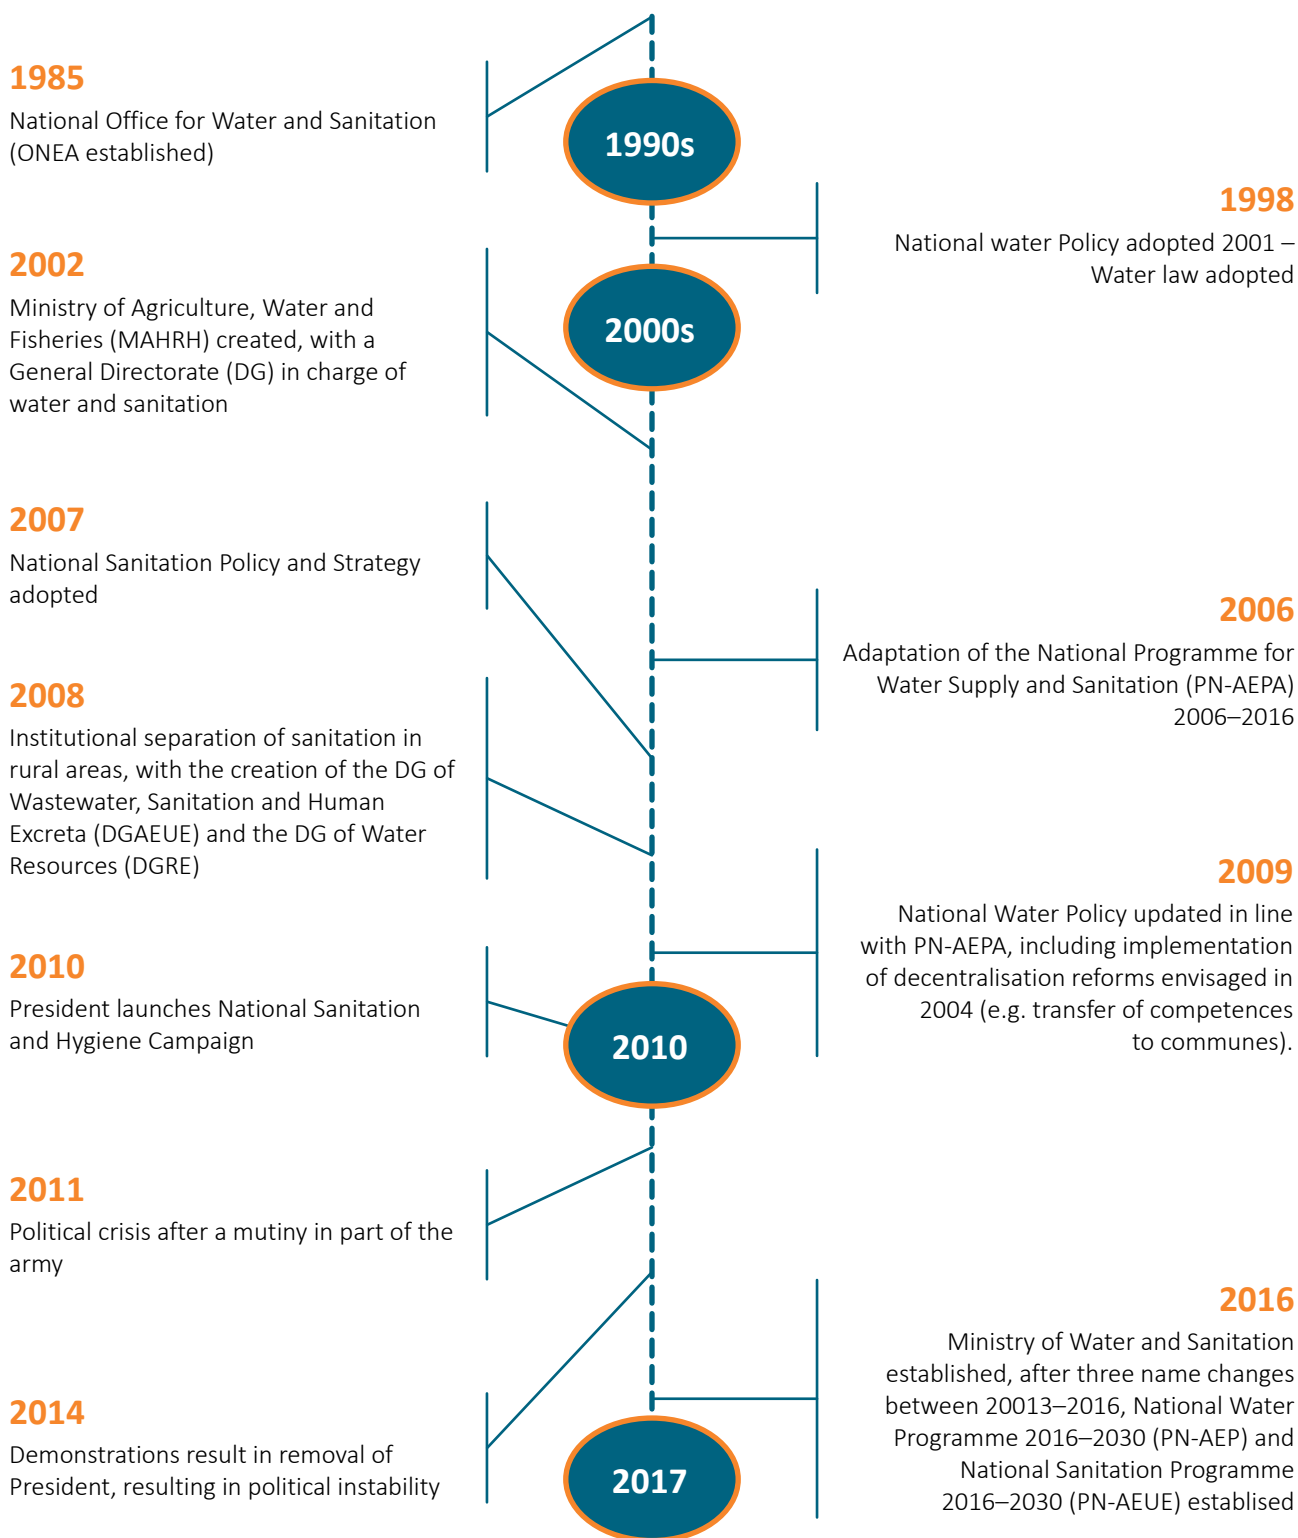 1985
National Office for Water and Sanitation
(ONEA established)
1990s
1998
National water Policy adopted 2001 –
Water law adopted
2002
Ministry of Agriculture, Water and
Fisheries (MAHRH) created, with a
General Directorate (DG) in charge of
water and sanitation
2000s
2007
National Sanitation Policy and Strategy
adopted
2006
Adaptation of the National Programme for
Water Supply and Sanitation (PN-AEPA)
2006–2016
2008
Institutional separation of sanitation in
rural areas, with the creation of the DG of
Wastewater, Sanitation and Human
Excreta (DGAEUE) and the DG of Water
Resources (DGRE)
2009
National Water Policy updated in line
with PN-AEPA, including implementation
of decentralisation reforms envisaged in
2004 (e.g. transfer of competences
to communes).
2010
President launches National Sanitation
and Hygiene Campaign
2010
2011
Political crisis after a mutiny in part of the
army
2016
Ministry of Water and Sanitation
established, after three name changes
between 20013–2016, National Water
Programme 2016–2030 (PN-AEP) and
National Sanitation Programme
2016–2030 (PN-AEUE) establised
2014
Demonstrations result in removal of
President, resulting in political instability
2017